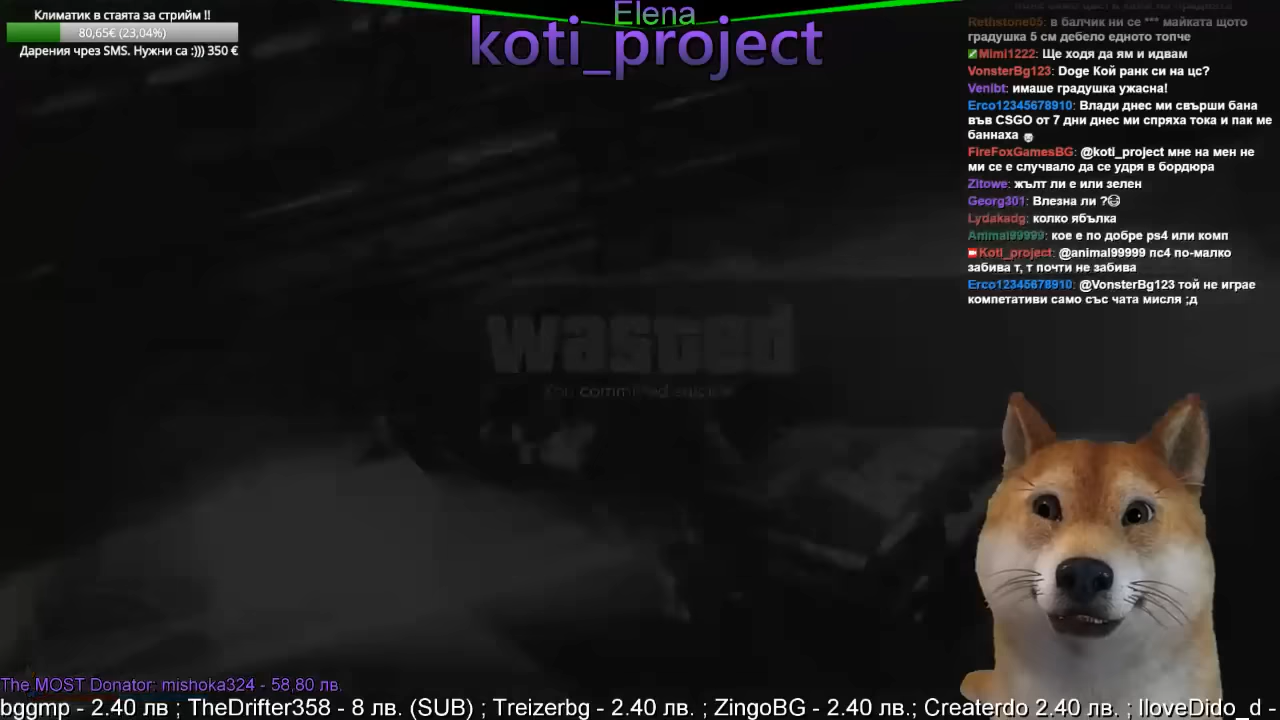 Климатик в стаята за стрийм !!
80,65€ (23,04%)
Дарения чрез SMS. Нужни са :))) 350 €
Elena
koti_project
Rethstone05: в балчик ни се *** майката щото
градушка 5 см дебело едното топче
Mimi1222: Ще ходя да ям и идвам
VonsterBg123: Doge Кой ранк си на цс?
Venibt: имаше градушка ужасна!
Erco12345678910: Влади днес ми свърши бана
във CSGO от 7 дни днес ми спряха тока и пак ме
баннаха
FireFoxGamesBG: @koti_project мне на мен не
ми се е случвало да се удря в бордюра
Zitowe: жълт ли е или зелен
Georg301: Влезна ли ?
Lydakadg: колко ябълка
Animal99999: кое е по добре ps4 или комп
Koti_project: @animal99999 пс4 по-малко
забива т, т почти не забива
Erco12345678910: @VonsterBg123 той не играе
компетативи само със чата мисля ;д
wasted
You committed suicide
The MOST Donator: mishoka324 - 58,80 лв.
bggmp - 2.40 лв ; TheDrifter358 - 8 лв. (SUB) ; Treizerbg - 2.40 лв. ; ZingoBG - 2.40 лв.; Createrdo 2.40 лв. ; IloveDido_d -